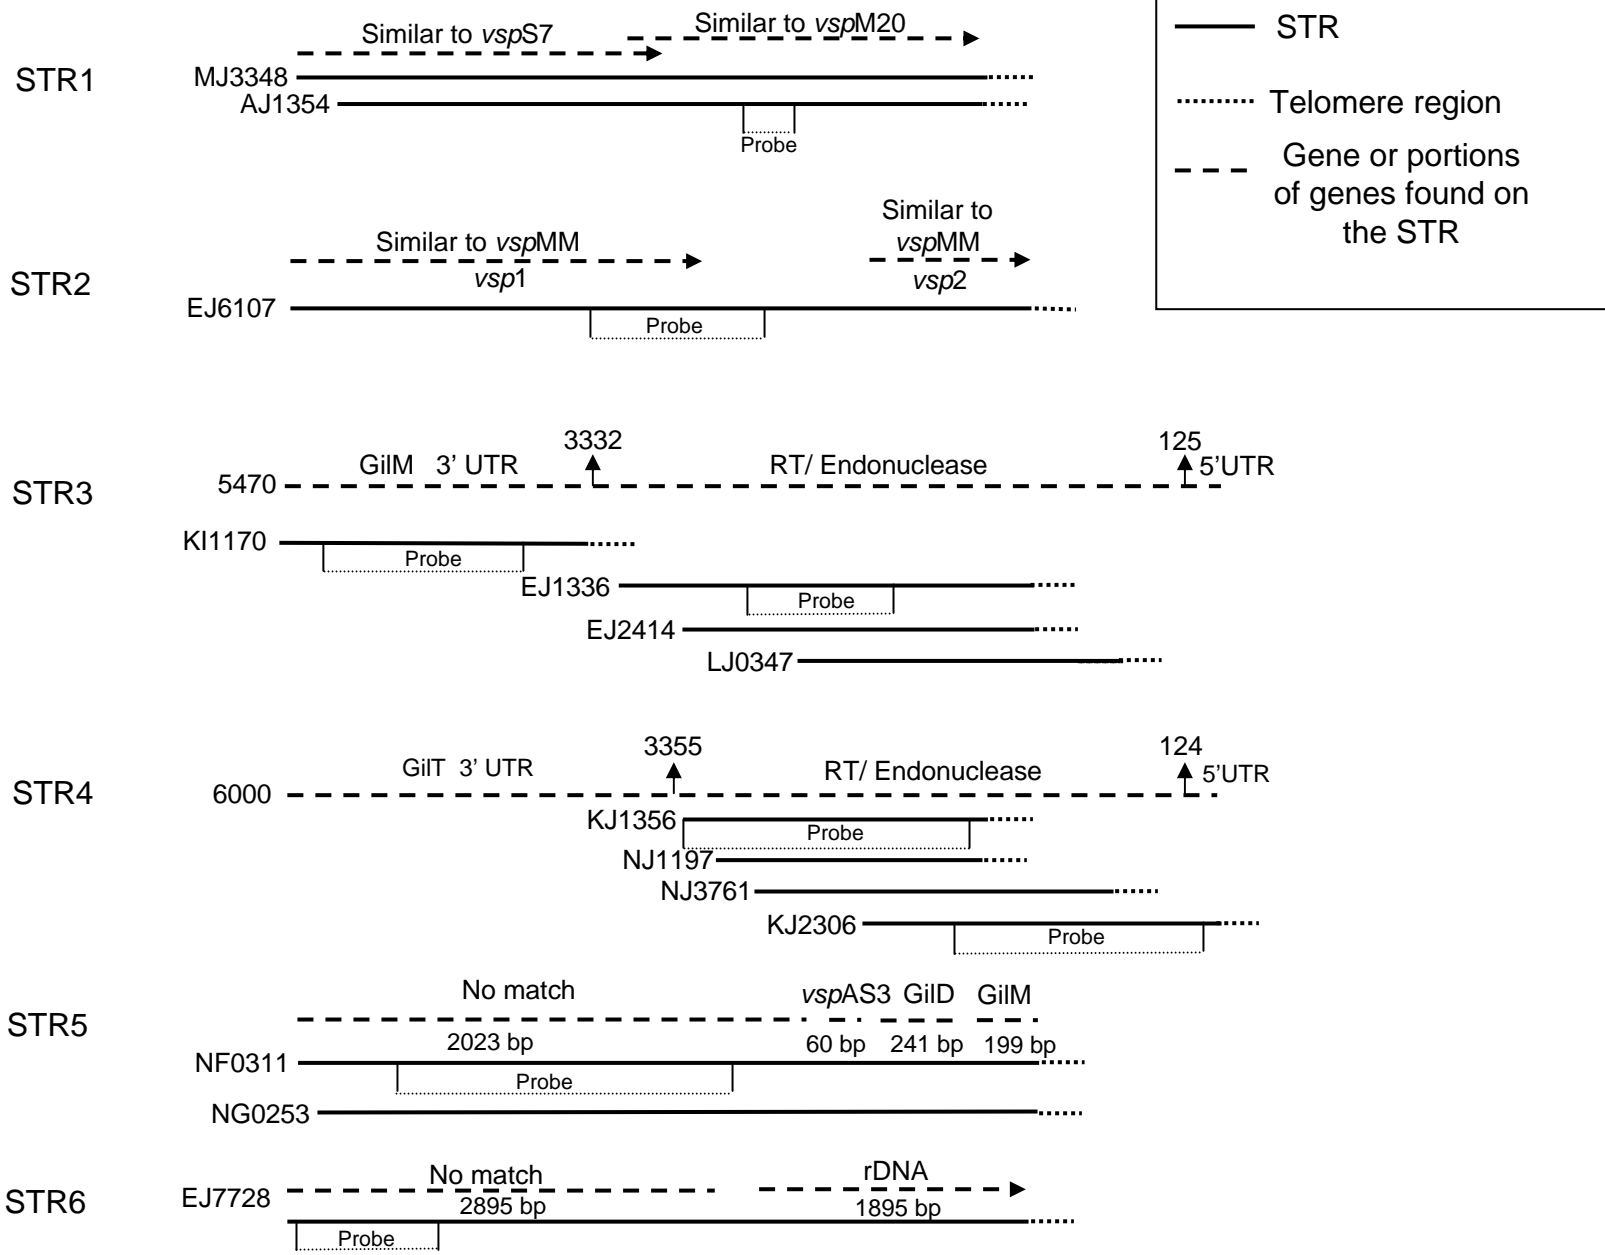 STR
Telomere region
Gene or portions
of genes found on
the STR
STR1
Similar to vspS7
Similar to vspM20
MJ3348
AJ1354
Probe
STR2
Similar to vspMM
vsp1
Similar to
vspMM
vsp2
EJ6107
Probe
STR3
5470
GilM 3' UTR
3332
RT/ Endonuclease
125
5'UTR
KI1170
Probe
EJ1336
Probe
EJ2414
LJ0347
STR4
6000
GilT 3' UTR
3355
RT/ Endonuclease
124
5'UTR
KJ1356
Probe
NJ1197
NJ3761
KJ2306
Probe
STR5
No match
vspAS3 GilD GilM
2023 bp
60 bp 241 bp 199 bp
NF0311
Probe
NG0253
STR6
EJ7728
No match
2895 bp
rDNA
1895 bp
Probe